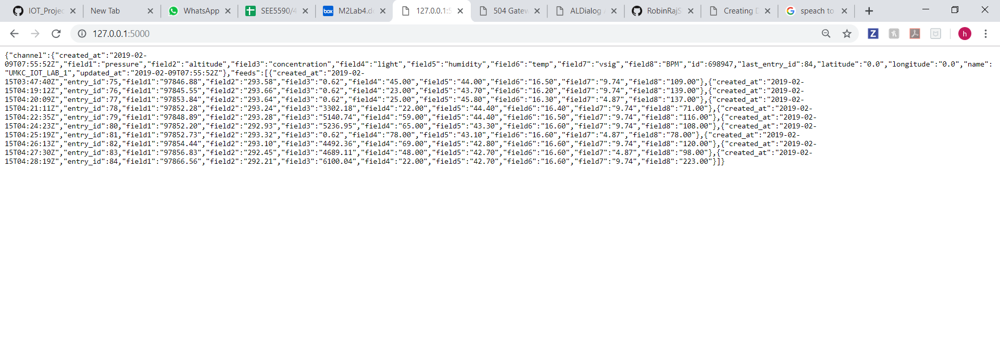 IOT_Projec
New Tab
WhatsApp
SEE5590/4
box
M2Lab4.d
127.0.0.1:5
504 Gatew
ALDialog
RobinRajS
Creating D
speach to
127.0.0.1:5000
Z
h
{"channel":{"created_at":"2019-02-
09T07:55:52Z","field1":"pressure","field2":"altitude","field3":"concentration","field4":"light","field5":"humidity","field6":"temp","field7":"vsig","field8":"BPM","id":698947,"last_entry_id":84,"latitude":"0.0","longitude":"0.0","name":
"UMKC_IOT_LAB_1","updated_at":"2019-02-09T07:55:52Z"},"feeds":[{"created_at":"2019-02-
15T03:47:40Z","entry_id":75,"field1":"97846.88","field2":"293.58","field3":"0.62","field4":"45.00","field5":"44.00","field6":"16.50","field7":"9.74","field8":"109.00"},{"created_at":"2019-02-
15T04:19:12Z","entry_id":76,"field1":"97845.55","field2":"293.66","field3":"0.62","field4":"23.00","field5":"43.70","field6":"16.20","field7":"9.74","field8":"139.00"},{"created_at":"2019-02-
15T04:20:09Z","entry_id":77,"field1":"97853.84","field2":"293.64","field3":"0.62","field4":"25.00","field5":"45.80","field6":"16.30","field7":"4.87","field8":"137.00"},{"created_at":"2019-02-
15T04:21:11Z","entry_id":78,"field1":"97852.28","field2":"293.24","field3":"3302.18","field4":"22.00","field5":"44.40","field6":"16.40","field7":"9.74","field8":"71.00"},{"created_at":"2019-02-
15T04:22:35Z","entry_id":79,"field1":"97848.89","field2":"293.28","field3":"5140.74","field4":"59.00","field5":"44.40","field6":"16.50","field7":"9.74","field8":"116.00"},{"created_at":"2019-02-
15T04:24:23Z","entry_id":80,"field1":"97852.20","field2":"292.93","field3":"5236.95","field4":"65.00","field5":"43.30","field6":"16.60","field7":"9.74","field8":"108.00"},{"created_at":"2019-02-
15T04:25:19Z","entry_id":81,"field1":"97852.73","field2":"293.32","field3":"0.62","field4":"78.00","field5":"43.10","field6":"16.60","field7":"4.87","field8":"78.00"},{"created_at":"2019-02-
15T04:26:13Z","entry_id":82,"field1":"97854.44","field2":"293.10","field3":"4492.36","field4":"69.00","field5":"42.80","field6":"16.60","field7":"9.74","field8":"120.00"},{"created_at":"2019-02-
15T04:27:30Z","entry_id":83,"field1":"97856.83","field2":"292.45","field3":"4689.11","field4":"48.00","field5":"42.70","field6":"16.60","field7":"4.87","field8":"98.00"},{"created_at":"2019-02-
15T04:28:19Z","entry_id":84,"field1":"97866.56","field2":"292.21","field3":"6100.04","field4":"22.00","field5":"42.70","field6":"16.60","field7":"9.74","field8":"223.00"}]}